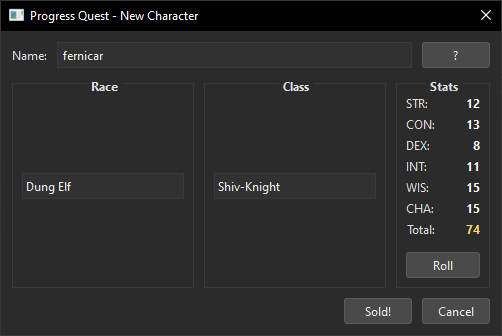 Progress Quest - New Character
Name: fernicar ?
Race
Dung Elf
Class
Shiv-Knight
Stats
STR: 12
CON: 13
DEX: 8
INT: 11
WIS: 15
CHA: 15
Total: 74
Roll
Sold! Cancel